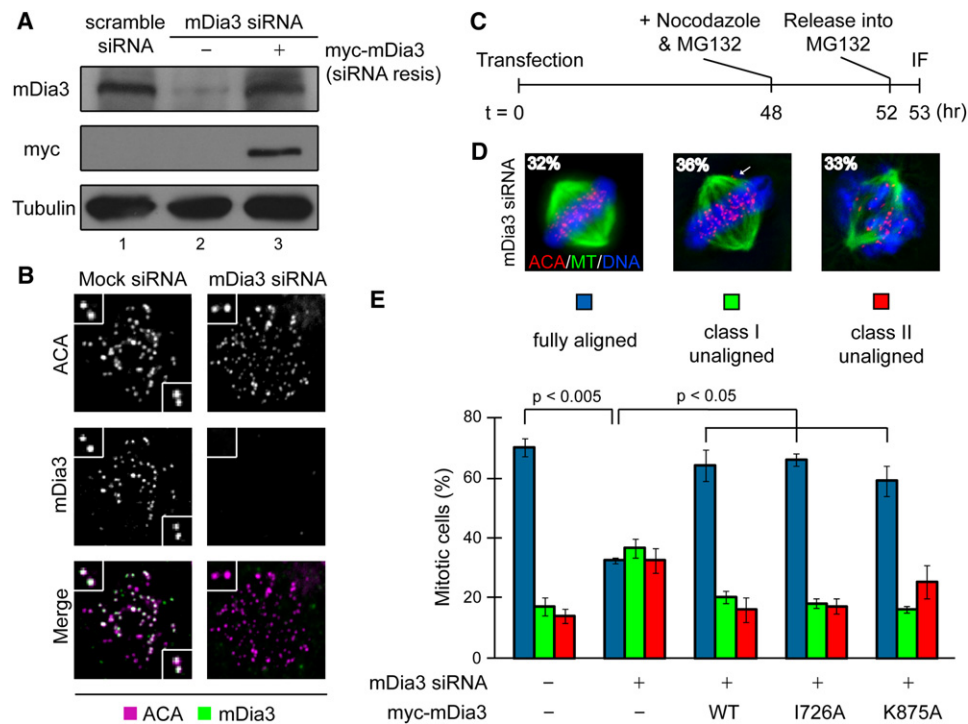 A
scramble siRNA
mDia3 siRNA
− +
myc-mDia3
(siRNA resis)
mDia3
myc
Tubulin
1 2 3
B
Mock siRNA mDia3 siRNA
ACA
mDia3
Merge
ACA mDia3
C
+ Nocodazole
& MG132
Release into
MG132
Transfection
IF
t = 0 48 52 53 (hr)
D
mDia3 siRNA
32% 36% 33%
ACA/MT/DNA
fully aligned
class I
unaligned
class II
unaligned
E
p < 0.005 p < 0.05
Mitotic cells (%)
80
60
40
20
0
mDia3 siRNA − + + + +
myc-mDia3 − − WT I726A K875A